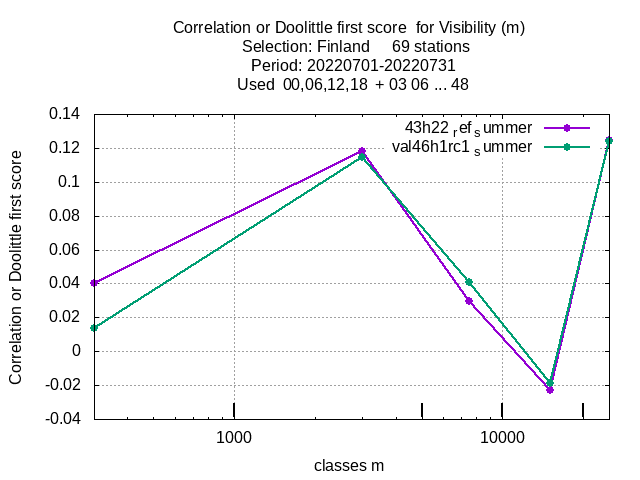 Correlation or Doolittle first score  for Visibility (m)
Selection: Finland     69 stations
Period: 20220701-20220731
Used  00,06,12,18  + 03 06 ... 48
43h22 ref summer
val46h1rc1 summer
Correlation or Doolittle first score
0.14
0.12
0.1
0.08
0.06
0.04
0.02
0
-0.02
-0.04
1000
10000
classes m